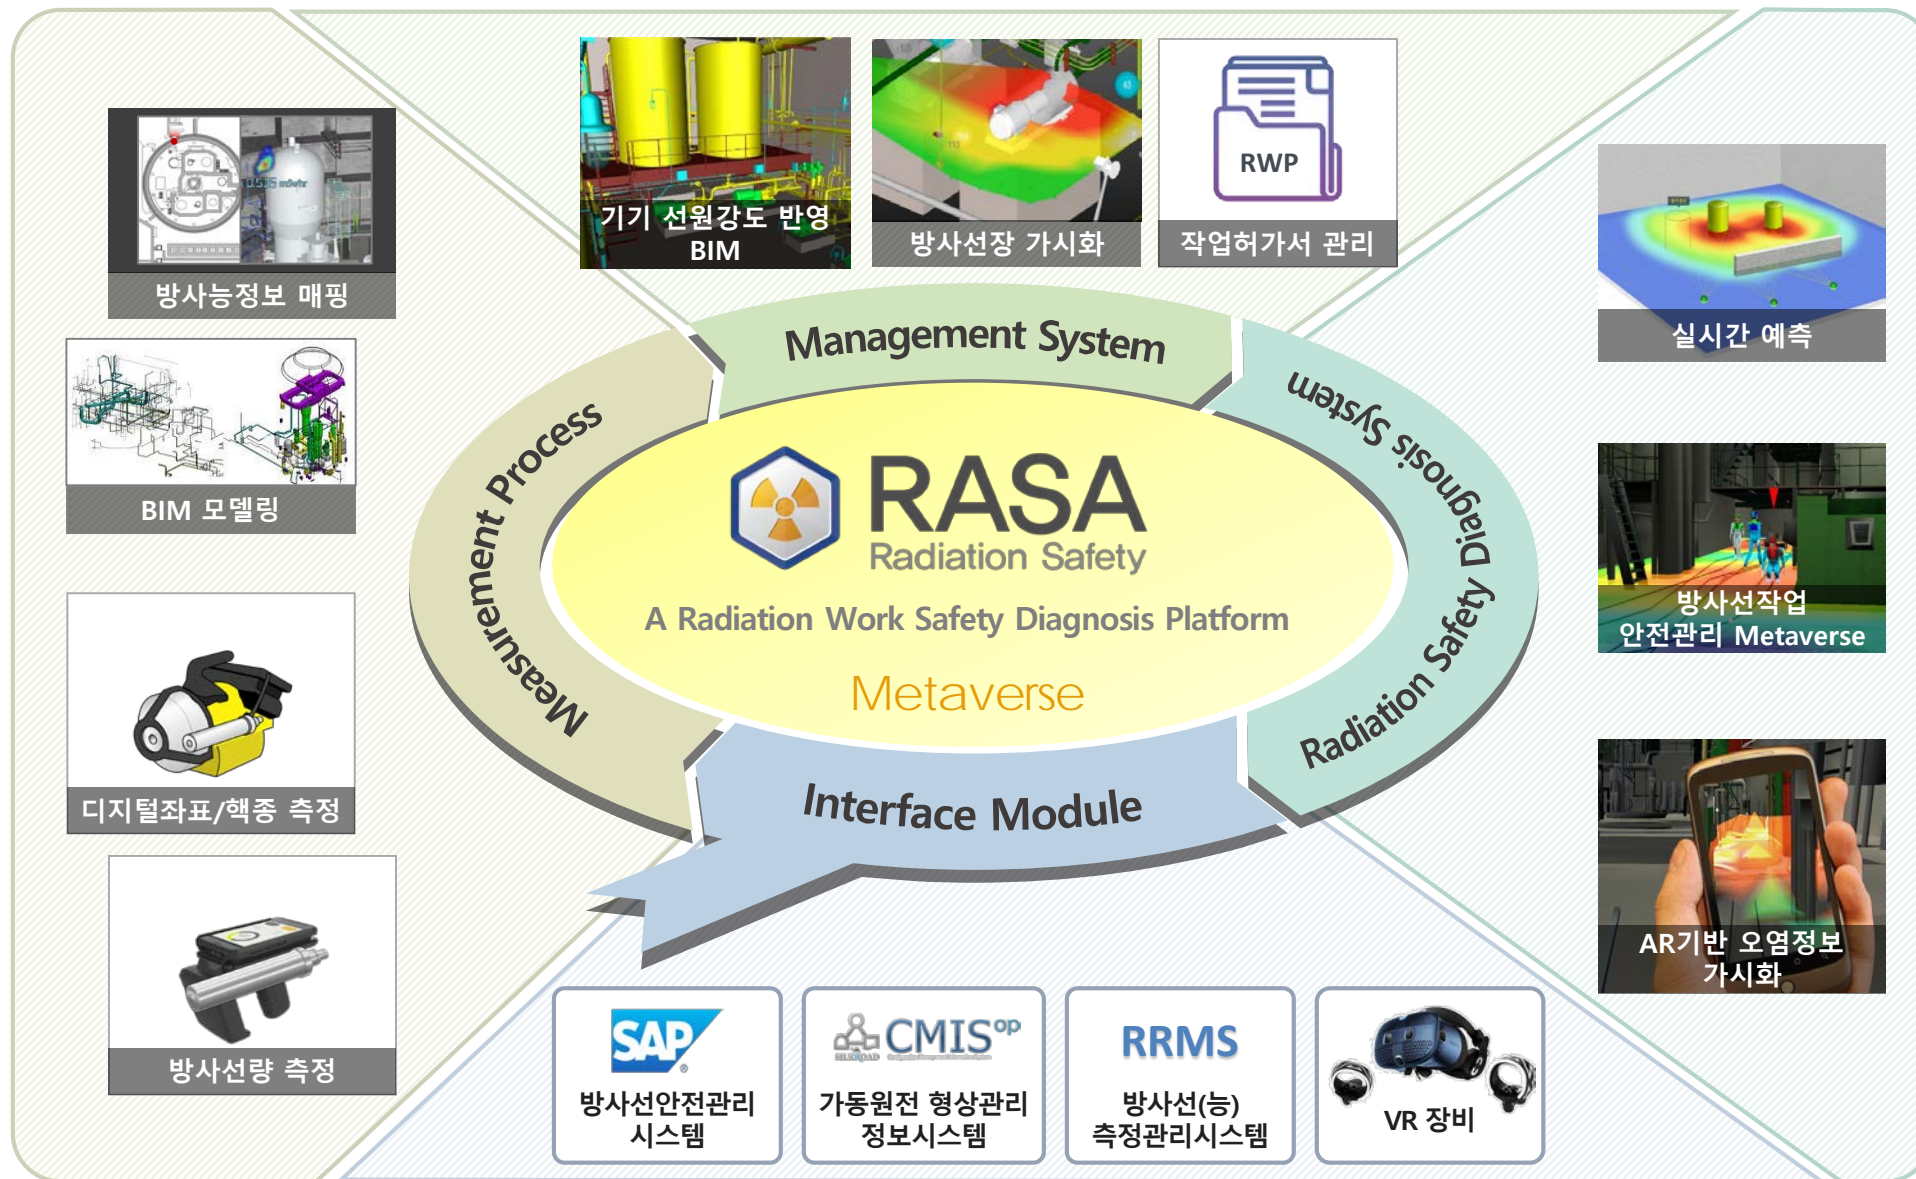 기기 선원강도 반영
BIM
방사선장 가시화
RWP
작업허가서 관리
방사능정보 매핑
BIM 모델링
디지털좌표/핵종 측정
방사선량 측정
Management System
Measurement Process
Radiation Safety Diagnosis System
Interface Module
RASA
Radiation Safety
A Radiation Work Safety Diagnosis Platform
Metaverse
실시간 예측
방사선작업
안전관리 Metaverse
AR기반 오염정보
가시화
SAP
방사선안전관리
시스템
CMIS op
SILKROAD
가동원전 형상관리
정보시스템
RRMS
방사선(능)
측정관리시스템
VR 장비